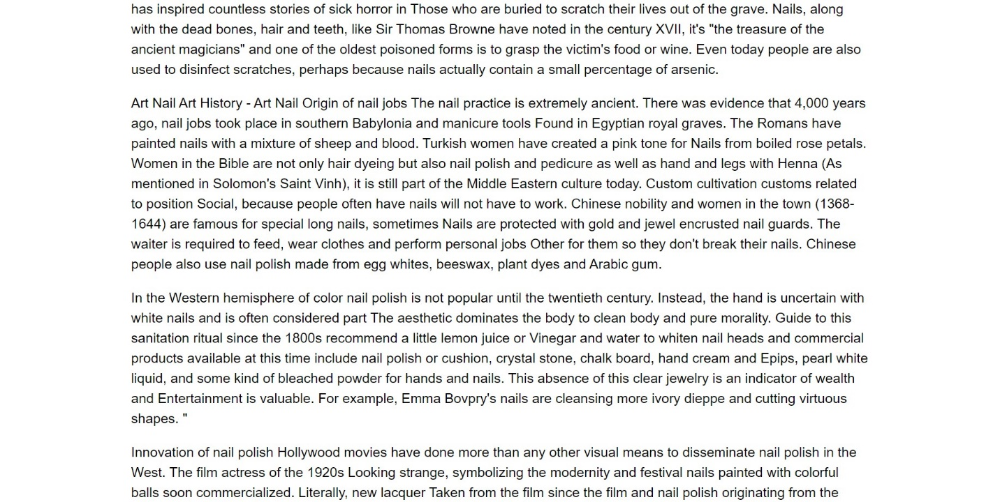 has inspired countless stories of sick horror in Those who are buried to scratch their lives out of the grave. Nails, along
with the dead bones, hair and teeth, like Sir Thomas Browne have noted in the century XVII, it's "the treasure of the
ancient magicians" and one of the oldest poisoned forms is to grasp the victim's food or wine. Even today people are also
used to disinfect scratches, perhaps because nails actually contain a small percentage of arsenic.
Art Nail Art History - Art Nail Origin of nail jobs The nail practice is extremely ancient. There was evidence that 4,000 years
ago, nail jobs took place in southern Babylonia and manicure tools Found in Egyptian royal graves. The Romans have
painted nails with a mixture of sheep and blood. Turkish women have created a pink tone for Nails from boiled rose petals.
Women in the Bible are not only hair dyeing but also nail polish and pedicure as well as hand and legs with Henna (As
mentioned in Solomon's Saint Vinh), it is still part of the Middle Eastern culture today. Custom cultivation customs related
to position Social, because people often have nails will not have to work. Chinese nobility and women in the town (1368-
1644) are famous for special long nails, sometimes Nails are protected with gold and jewel encrusted nail guards. The
waiter is required to feed, wear clothes and perform personal jobs Other for them so they don't break their nails. Chinese
people also use nail polish made from egg whites, beeswax, plant dyes and Arabic gum.
In the Western hemisphere of color nail polish is not popular until the twentieth century. Instead, the hand is uncertain with
white nails and is often considered part The aesthetic dominates the body to clean body and pure morality. Guide to this
sanitation ritual since the 1800s recommend a little lemon juice or Vinegar and water to whiten nail heads and commercial
products available at this time include nail polish or cushion, crystal stone, chalk board, hand cream and Epips, pearl white
liquid, and some kind of bleached powder for hands and nails. This absence of this clear jewelry is an indicator of wealth
and Entertainment is valuable. For example, Emma Bovpry's nails are cleansing more ivory dieppe and cutting virtuous
shapes. "
Innovation of nail polish Hollywood movies have done more than any other visual means to disseminate nail polish in the
West. The film actress of the 1920s Looking strange, symbolizing the modernity and festival nails painted with colorful
balls soon commercialized. Literally, new lacquer Taken from the film since the film and nail polish originating from the